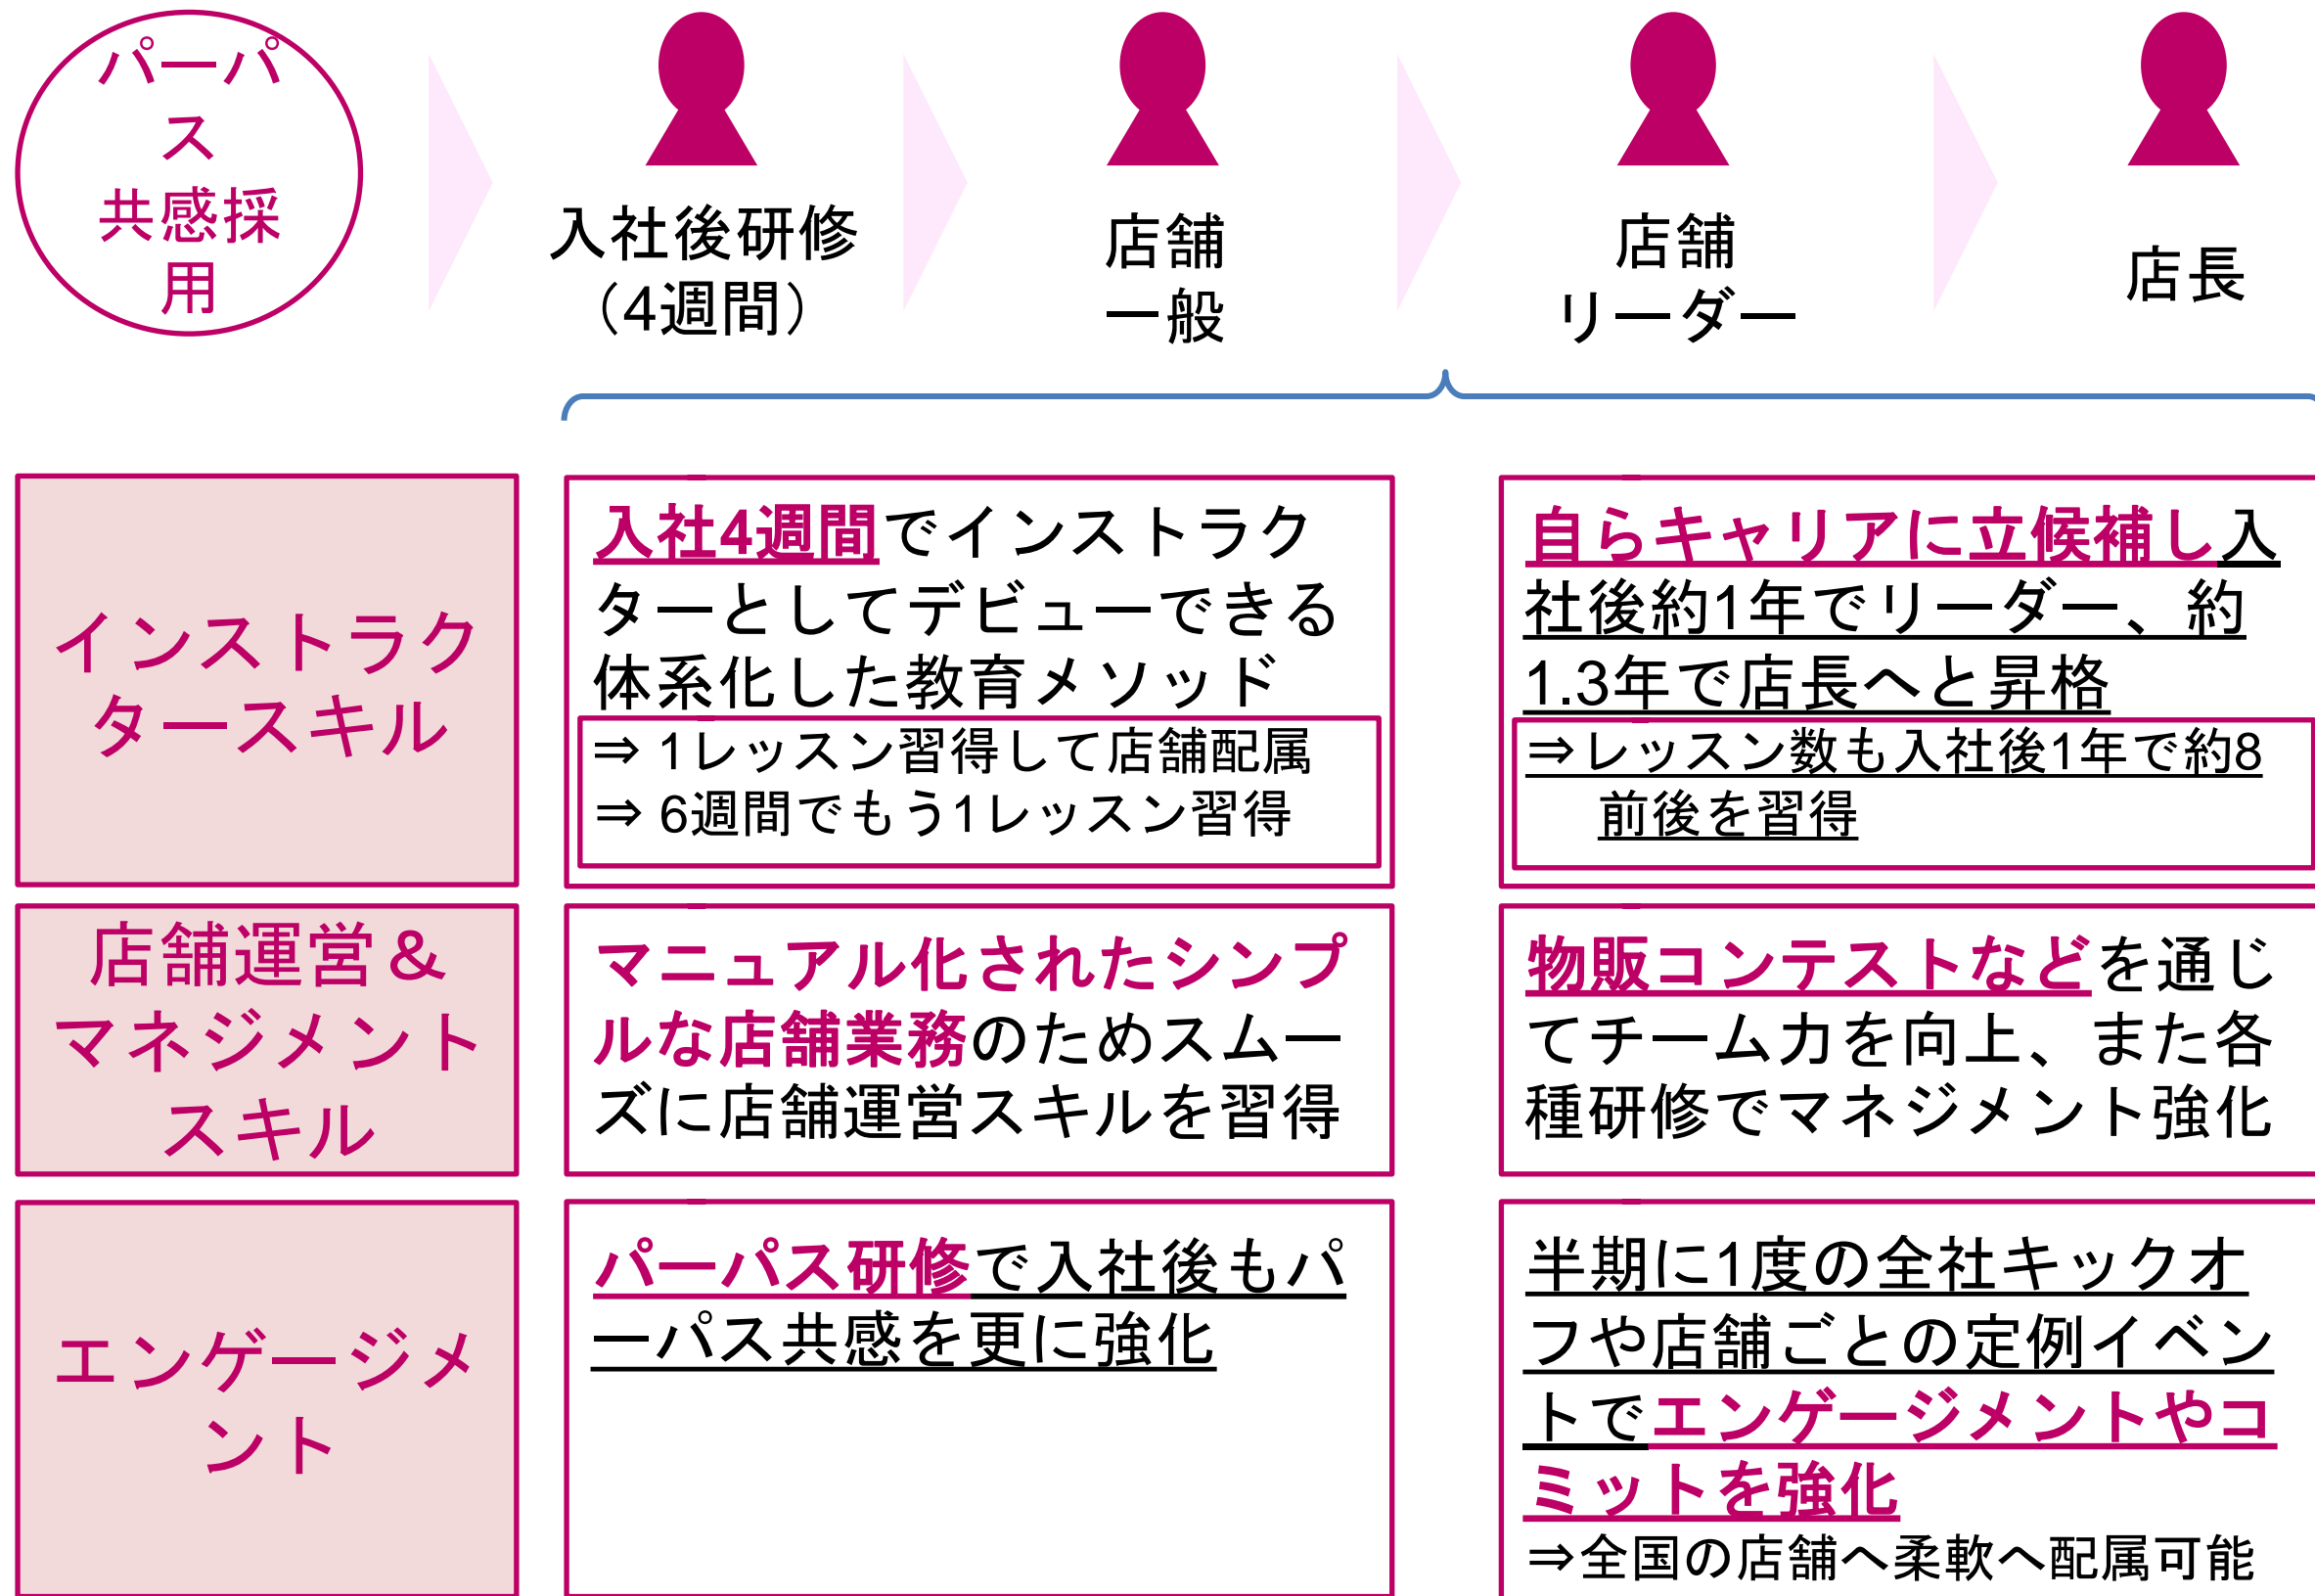 パーパ
ス
共感採
用
入社後研修
（4週間）
店舗
一般
店舗
リーダー
店長
インストラク
タースキル
入社4週間でインストラク
ターとしてデビューできる
体系化した教育メソッド
⇒ 1レッスン習得して店舗配属
⇒ 6週間でもう1レッスン習得
自らキャリアに立候補し入
社後約1年でリーダー、約
1.3年で店長へと昇格
⇒レッスン数も入社後1年で約8
前後を習得
店舗運営＆
マネジメント
スキル
マニュアル化されたシンプ
ルな店舗業務のためスムー
ズに店舗運営スキルを習得
物販コンテストなどを通じ
てチーム力を向上、また各
種研修でマネジメント強化
エンゲージメ
ント
パーパス研修で入社後もパ
ーパス共感を更に強化
半期に1度の全社キックオ
フや店舗ごとの定例イベン
トでエンゲージメントやコ
ミットを強化
⇒全国の店舗へ柔軟へ配属可能